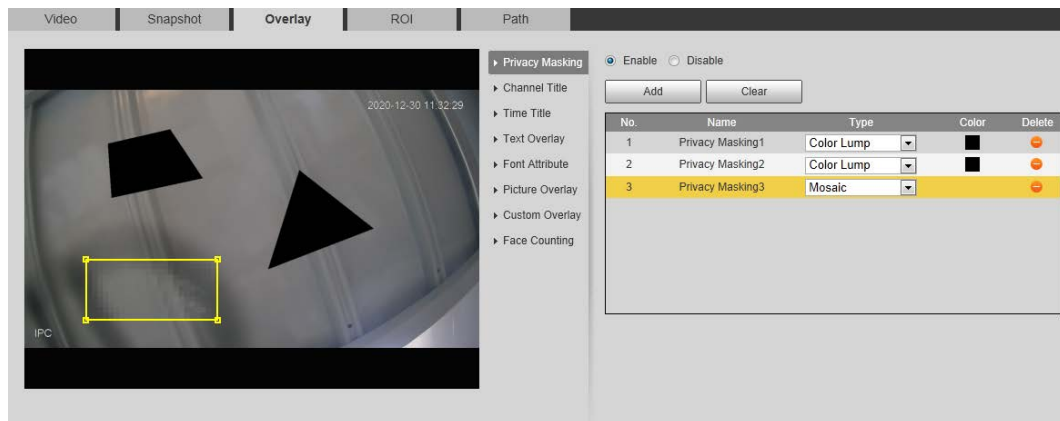 Video Snapshot Overlay ROI Path
2020-12-30 11:32:29
IPC
Privacy Masking
Channel Title
Time Title
Text Overlay
Font Attribute
Picture Overlay
Custom Overlay
Face Counting
Enable Disable
Add Clear
No. Name Type Color Delete
1 Privacy Masking1 Color Lump
2 Privacy Masking2 Color Lump
3 Privacy Masking3 Mosaic